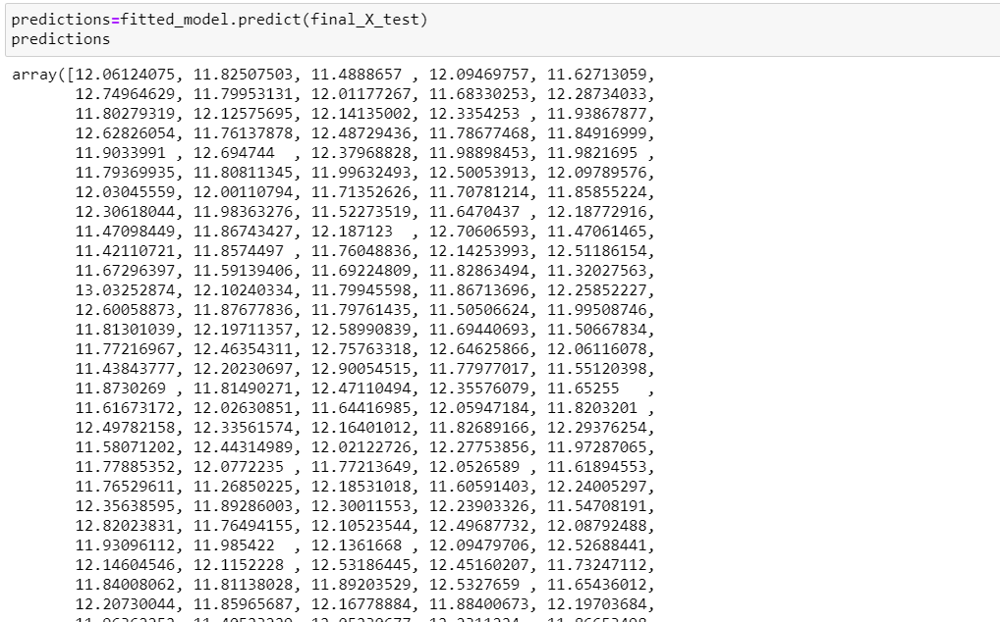 predictions=fitted_model.predict(final_X_test)
predictions
array([12.06124075, 11.82507503, 11.4888657 , 12.09469757, 11.62713059,
12.74964629, 11.79953131, 12.01177267, 11.68330253, 12.28734033,
11.80279319, 12.12575695, 12.14135002, 12.3354253 , 11.93867877,
12.62826054, 11.76137878, 12.48729436, 11.78677468, 11.84916999,
11.9033991 , 12.694744  , 12.37968828, 11.98898453, 11.9821695 ,
11.79369935, 11.80811345, 11.99632493, 12.50053913, 12.09789576,
12.03045559, 12.00110794, 11.71352626, 11.70781214, 11.85855224,
12.30618044, 11.98363276, 11.52273519, 11.6470437 , 12.18772916,
11.47098449, 11.86743427, 12.187123  , 12.70606593, 11.47061465,
11.42110721, 11.8574497 , 11.76048836, 12.14253993, 12.51186154,
11.67296397, 11.59139406, 11.69224809, 11.82863494, 11.32027563,
13.03252874, 12.10240334, 11.79945598, 11.86713696, 12.25852227,
12.60058873, 11.87677836, 11.79761435, 11.50506624, 11.99508746,
11.81301039, 12.19711357, 12.58990839, 11.69440693, 11.50667834,
11.77216967, 12.46354311, 12.75763318, 12.64625866, 12.06116078,
11.43843777, 12.20230697, 12.90054515, 11.77977017, 11.55120398,
11.8730269 , 11.81490271, 12.47110494, 12.35576079, 11.65255   ,
11.61673172, 12.02630851, 11.64416985, 12.05947184, 11.8203201 ,
12.49782158, 12.33561574, 12.16401012, 11.82689166, 12.29376254,
11.58071202, 12.44314989, 12.02122726, 12.27753856, 11.97287065,
11.77885352, 12.0772235 , 11.77213649, 12.0526589 , 11.61894553,
11.76529611, 11.26850225, 12.18531018, 11.60591403, 12.24005297,
12.35638595, 11.89286003, 12.30011553, 12.23903326, 11.54708191,
12.82023831, 11.76494155, 12.10523544, 12.49687732, 12.08792488,
11.93096112, 11.985422  , 12.1361668 , 12.09479706, 12.52688441,
12.14604546, 12.1152228 , 12.53186445, 12.45160207, 11.73247112,
11.84008062, 11.81138028, 11.89203529, 12.5327659 , 11.65436012,
12.20730044, 11.85965687, 12.16778884, 11.88400673, 12.19703684,